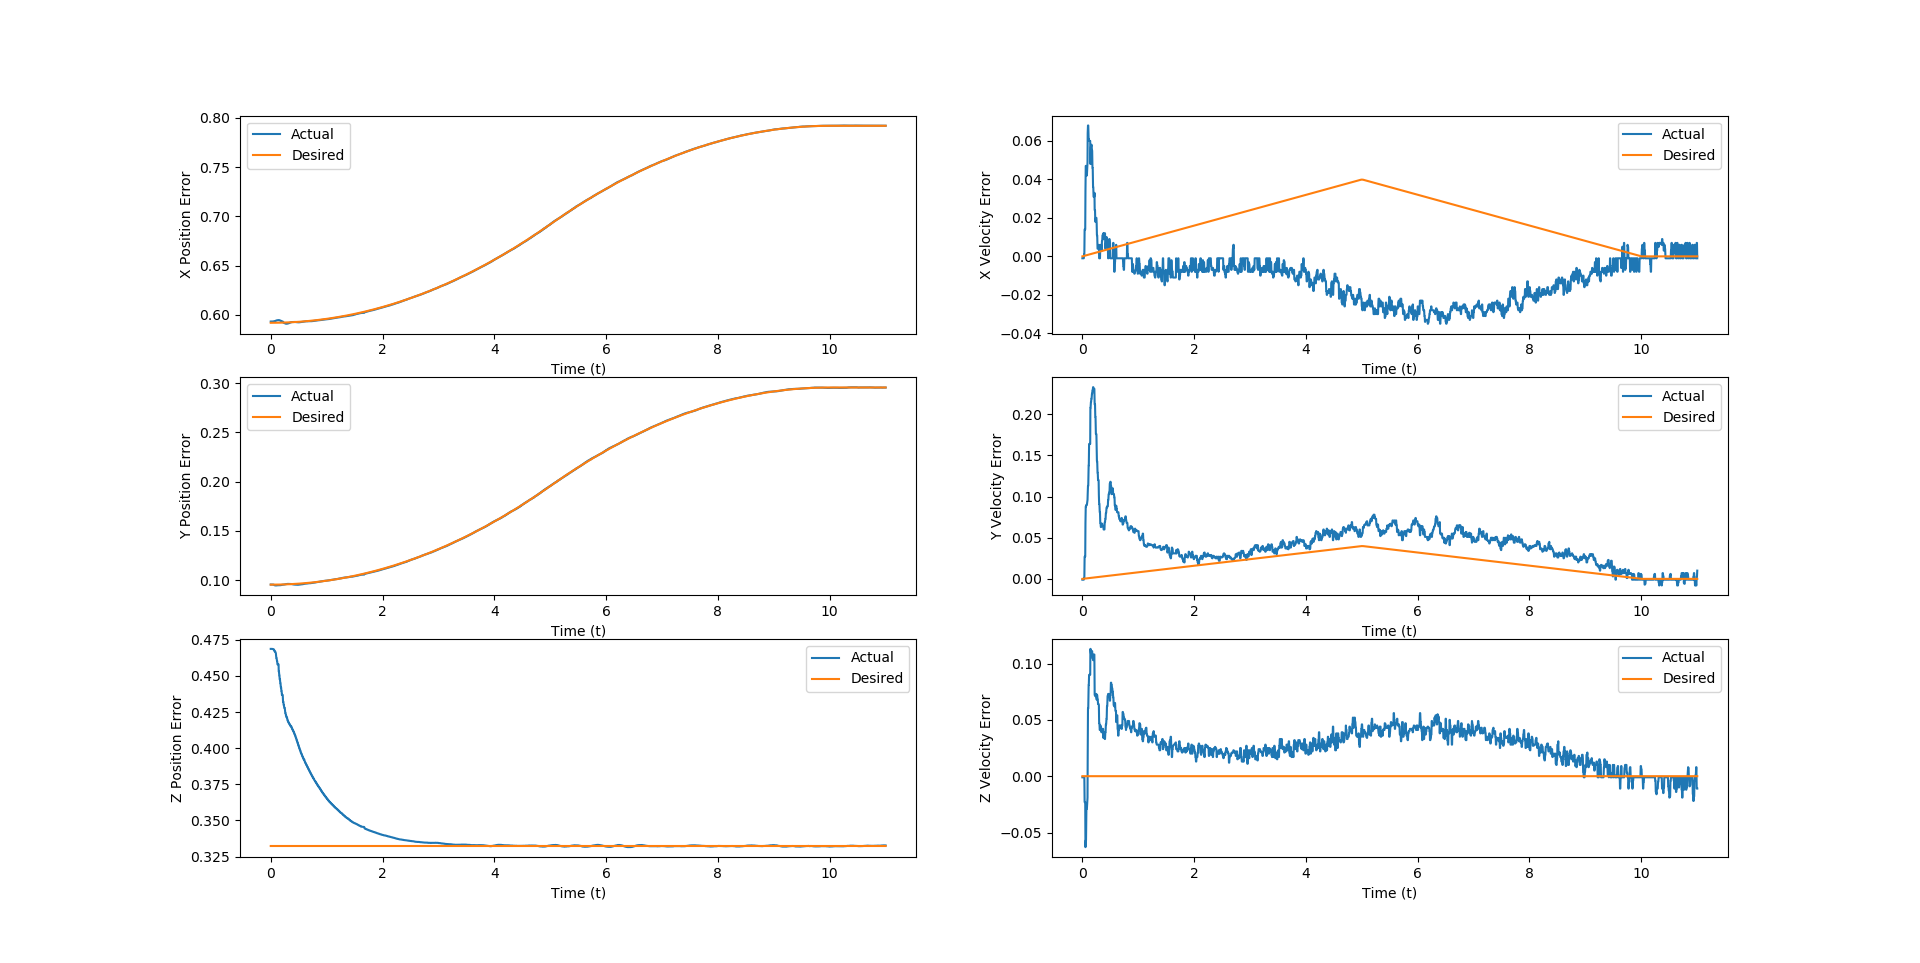 X Position Error
0.80
0.75
0.70
0.65
0.60
Actual
Desired
0 2 4 6 8 10
Time (t)
X Velocity Error
0.06
0.04
0.02
0.00
−0.02
−0.04
Actual
Desired
0 2 4 6 8 10
Time (t)
Y Position Error
0.30
0.25
0.20
0.15
0.10
Actual
Desired
0 2 4 6 8 10
Time (t)
Y Velocity Error
0.20
0.15
0.10
0.05
0.00
Actual
Desired
0 2 4 6 8 10
Time (t)
Z Position Error
0.475
0.450
0.425
0.400
0.375
0.350
0.325
Actual
Desired
0 2 4 6 8 10
Time (t)
Z Velocity Error
0.10
0.05
0.00
−0.05
Actual
Desired
0 2 4 6 8 10
Time (t)